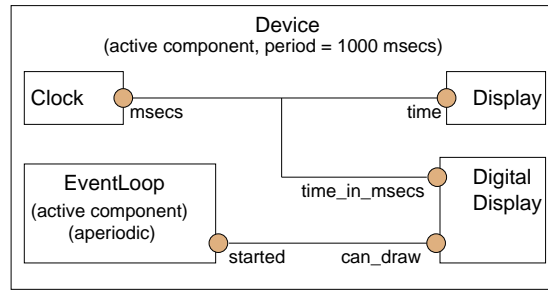 Device
(active component, period = 1000 msecs)
Clock
msecs
time
Display
EventLoop
(active component)
(aperiodic)
time_in_msecs
Digital
Display
started
can_draw